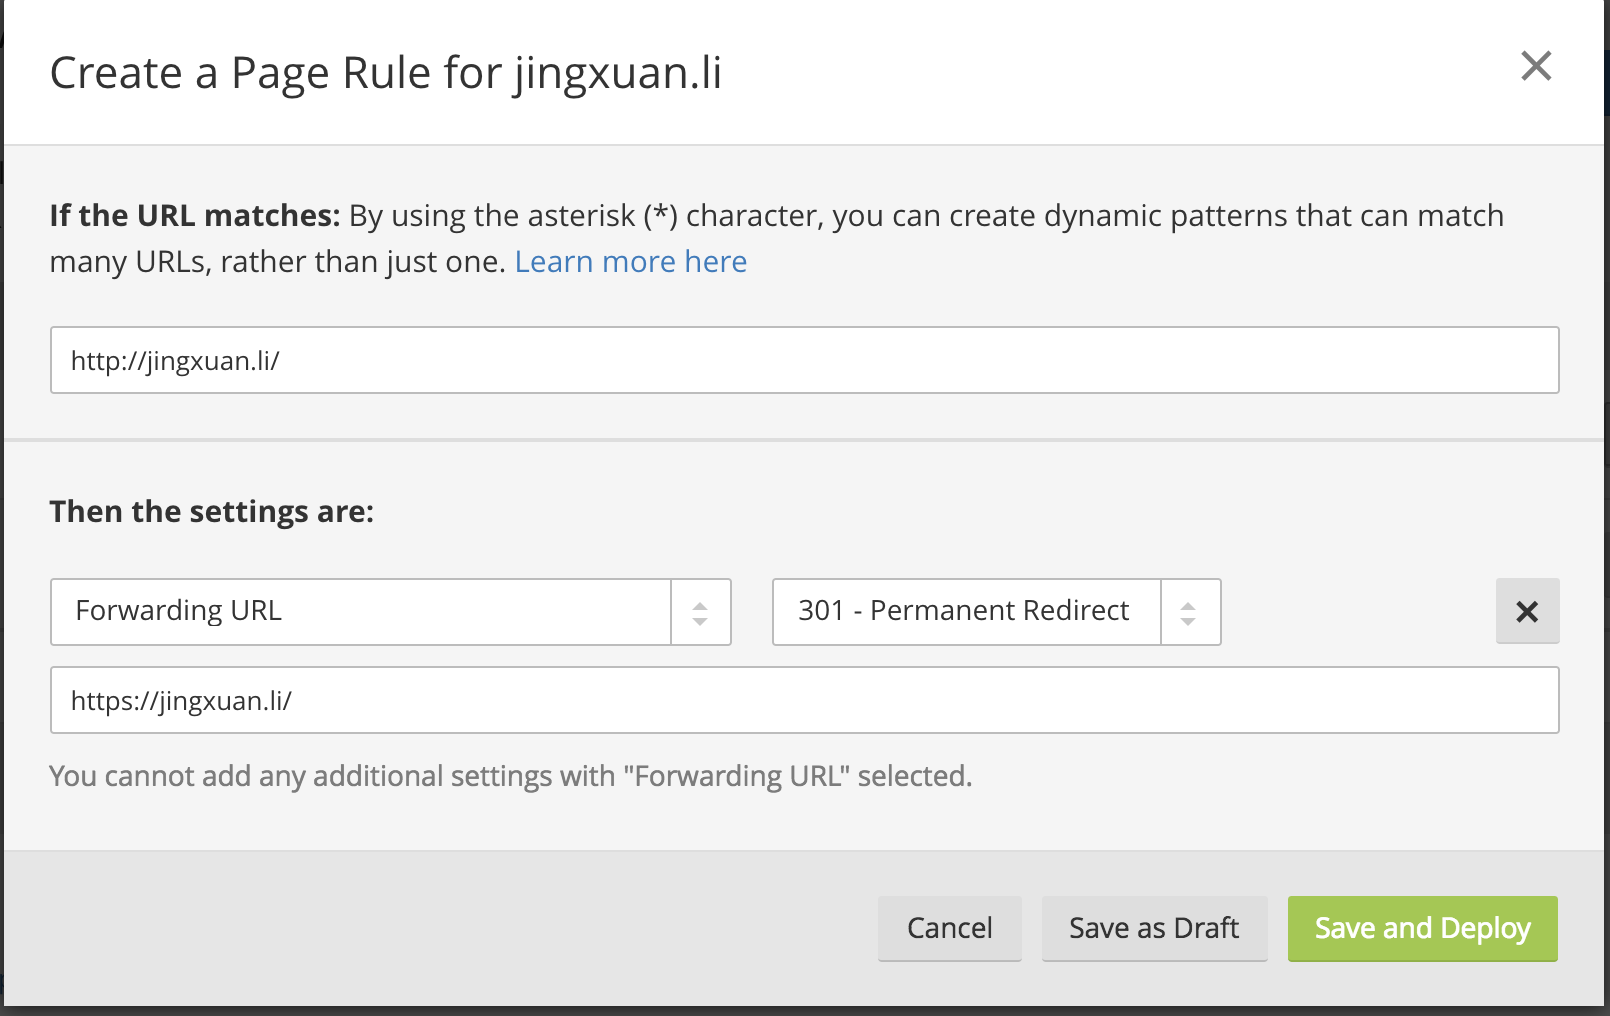 Create a Page Rule for jingxuan.li
If the URL matches: By using the asterisk (*) character, you can create dynamic patterns that can match
many URLs, rather than just one. Learn more here
http://jingxuan.li/
Then the settings are:
Forwarding URL
301 - Permanent Redirect
https://jingxuan.li/
You cannot add any additional settings with "Forwarding URL" selected.
Cancel
Save as Draft
Save and Deploy